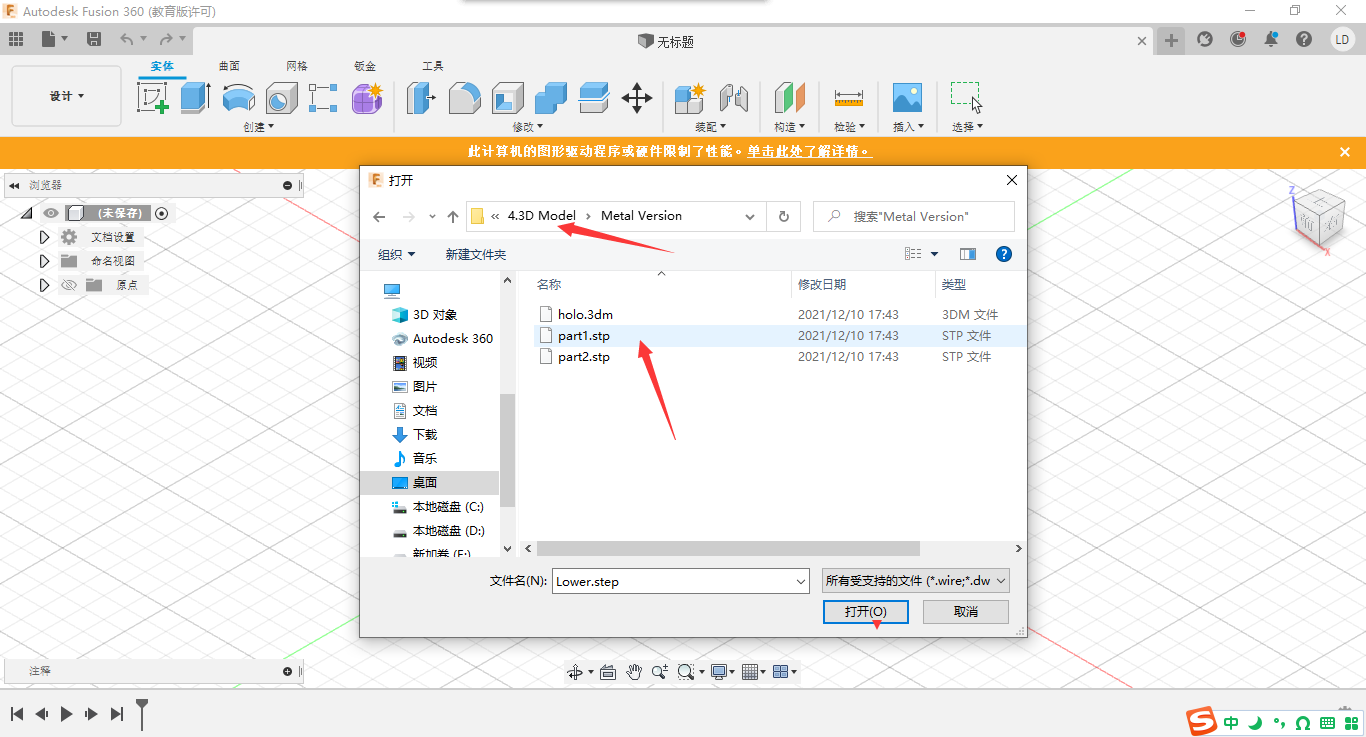 Autodesk Fusion 360 (教育版许可)
无标题
LD
实体 曲面 网格 钣金 工具
设计
创建 修改 装配 构造 检验 插入 选择
此计算机的图形驱动程序或硬件限制了性能。单击此处了解详情。
浏览器
(未保存)
文档设置
命名视图
原点
Z
前
右
X
打开
« 4.3D Model › Metal Version
搜索"Metal Version"
组织 新建文件夹
名称 修改日期 类型
3D 对象
Autodesk 360
视频
图片
文档
下载
音乐
桌面
本地磁盘 (C:)
本地磁盘 (D:)
新加卷 (E:)
holo.3dm 2021/12/10 17:43 3DM 文件
part1.stp 2021/12/10 17:43 STP 文件
part2.stp 2021/12/10 17:43 STP 文件
文件名(N): Lower.step 所有受支持的文件 (*.wire;*.dw
打开(O) 取消
注释
S 中